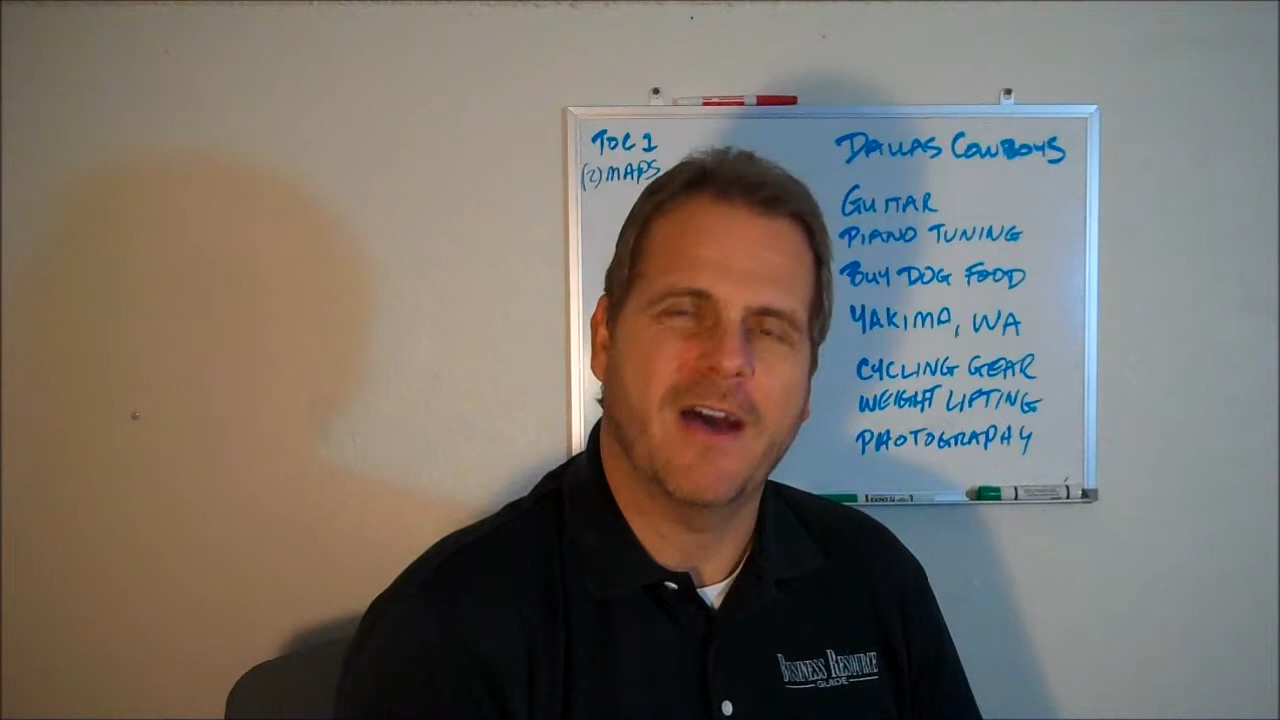 TOC 1
(2) MAPS
DALLAS COWBOYS
GUITAR
PIANO TUNING
BUY DOG FOOD
YAKIMA, WA
CYCLING GEAR
WEIGHT LIFTING
PHOTOGRAPHY
BUSINESS RESOURCE
GUIDE